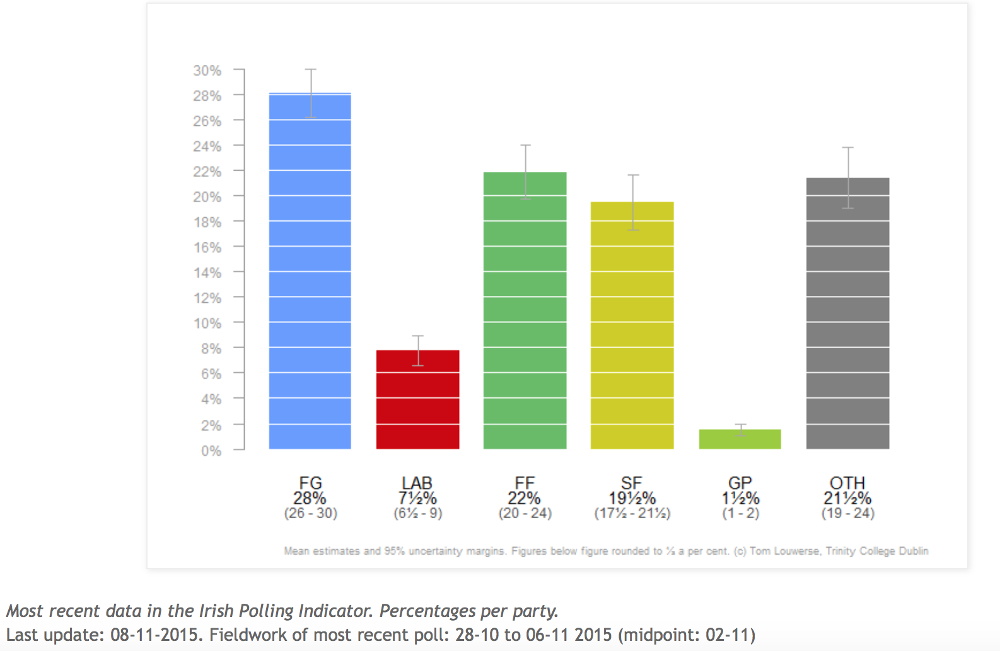 30%
28%
26%
24%
22%
20%
18%
16%
14%
12%
10%
8%
6%
4%
2%
0%
FG LAB FF SF GP OTH
28% 7½% 22% 19½% 1½% 21½%
(26 - 30) (6½ - 9) (20 - 24) (17½ - 21½) (1 - 2) (19 - 24)
Mean estimates and 95% uncertainty margins. Figures below figure rounded to ½ a per cent. (c) Tom Louwerse, Trinity College Dublin
Most recent data in the Irish Polling Indicator. Percentages per party.
Last update: 08-11-2015. Fieldwork of most recent poll: 28-10 to 06-11 2015 (midpoint: 02-11)